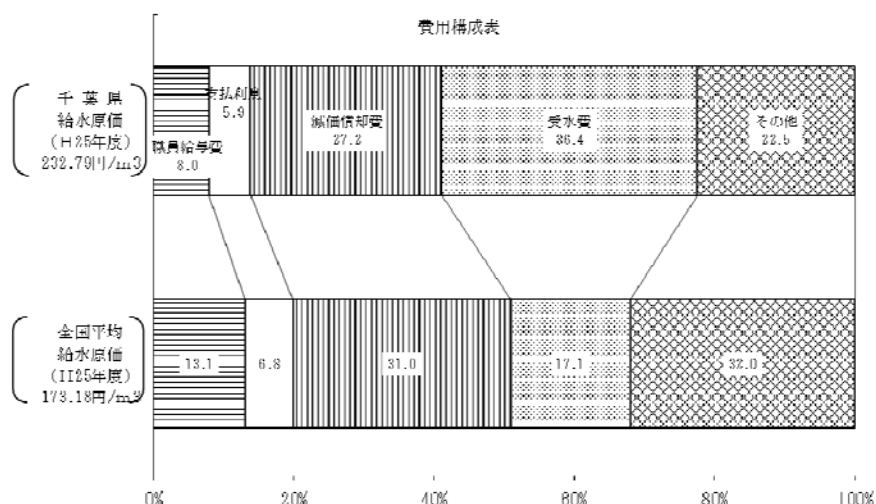 費用構成表
千葉県
給水原価
(H25年度)
232.79円/m3
職員給与費
8.0
支払利息
5.9
減価償却費
27.2
受水費
36.4
その他
22.5
全国平均
給水原価
(H25年度)
173.18円/m3
13.1
6.8
31.0
17.1
32.0
0%
20%
40%
60%
80%
100%